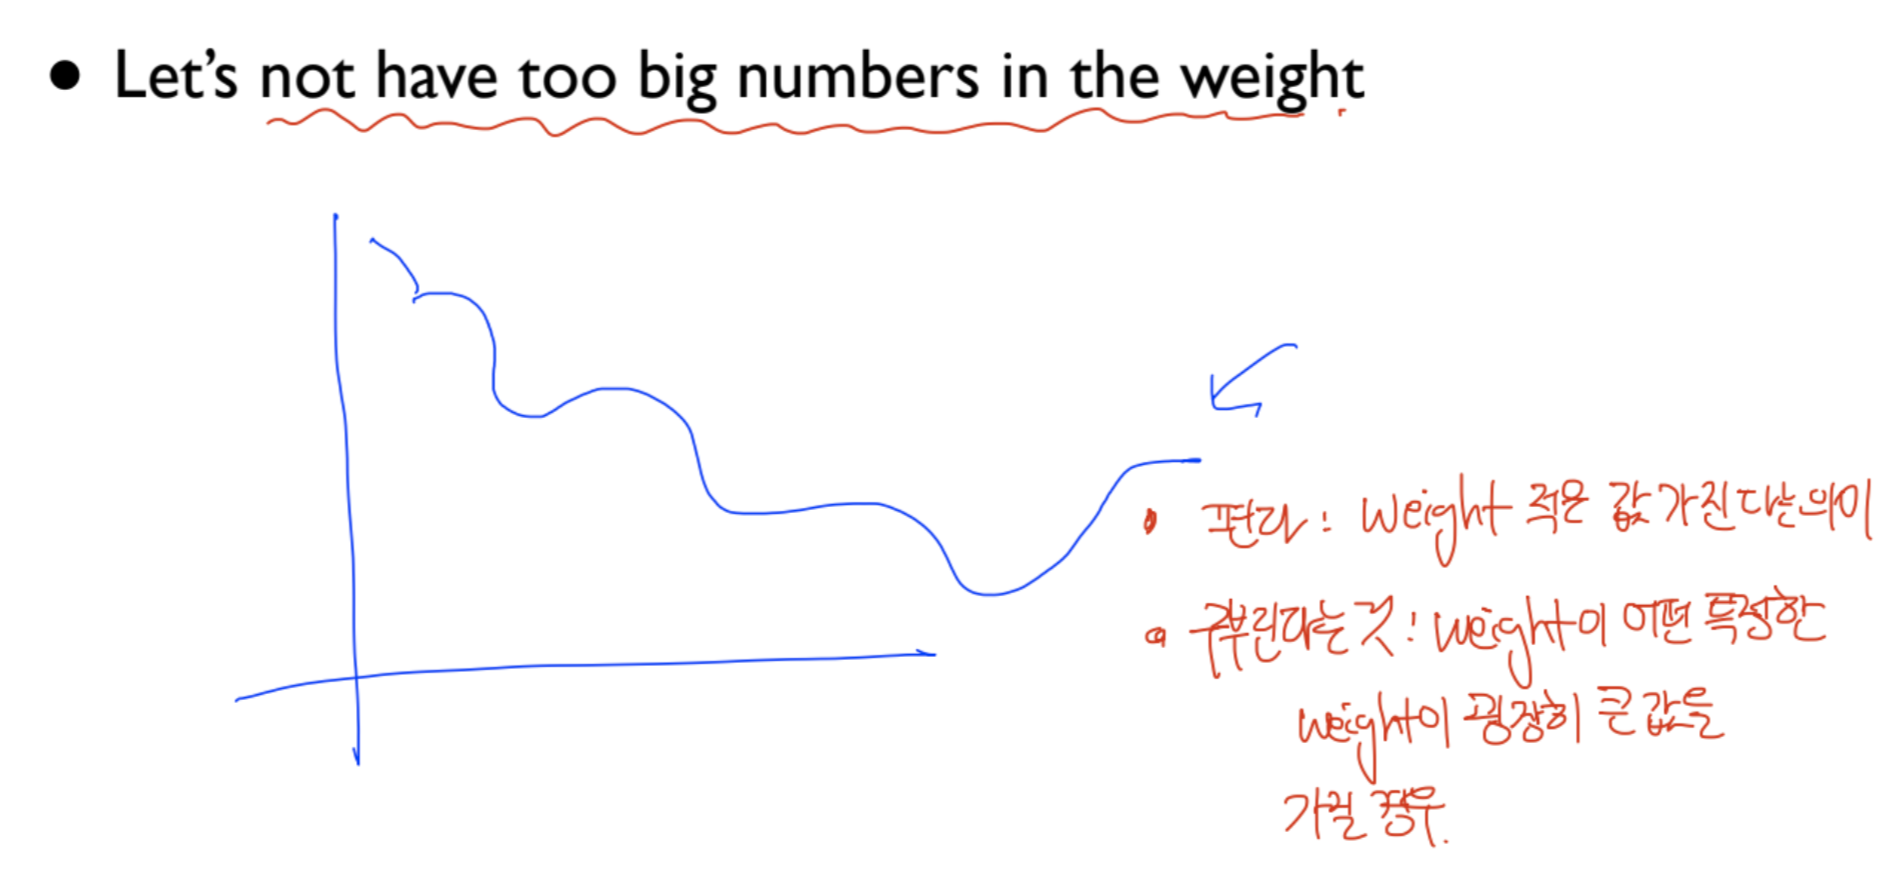 • Let's not have too big numbers in the weight
• 편다 : weight 적은 값 가진다는 의미
• 구부린다는 것 : weight이 어떤 특정한
weight이 굉장히 큰 값을
가질 경우.